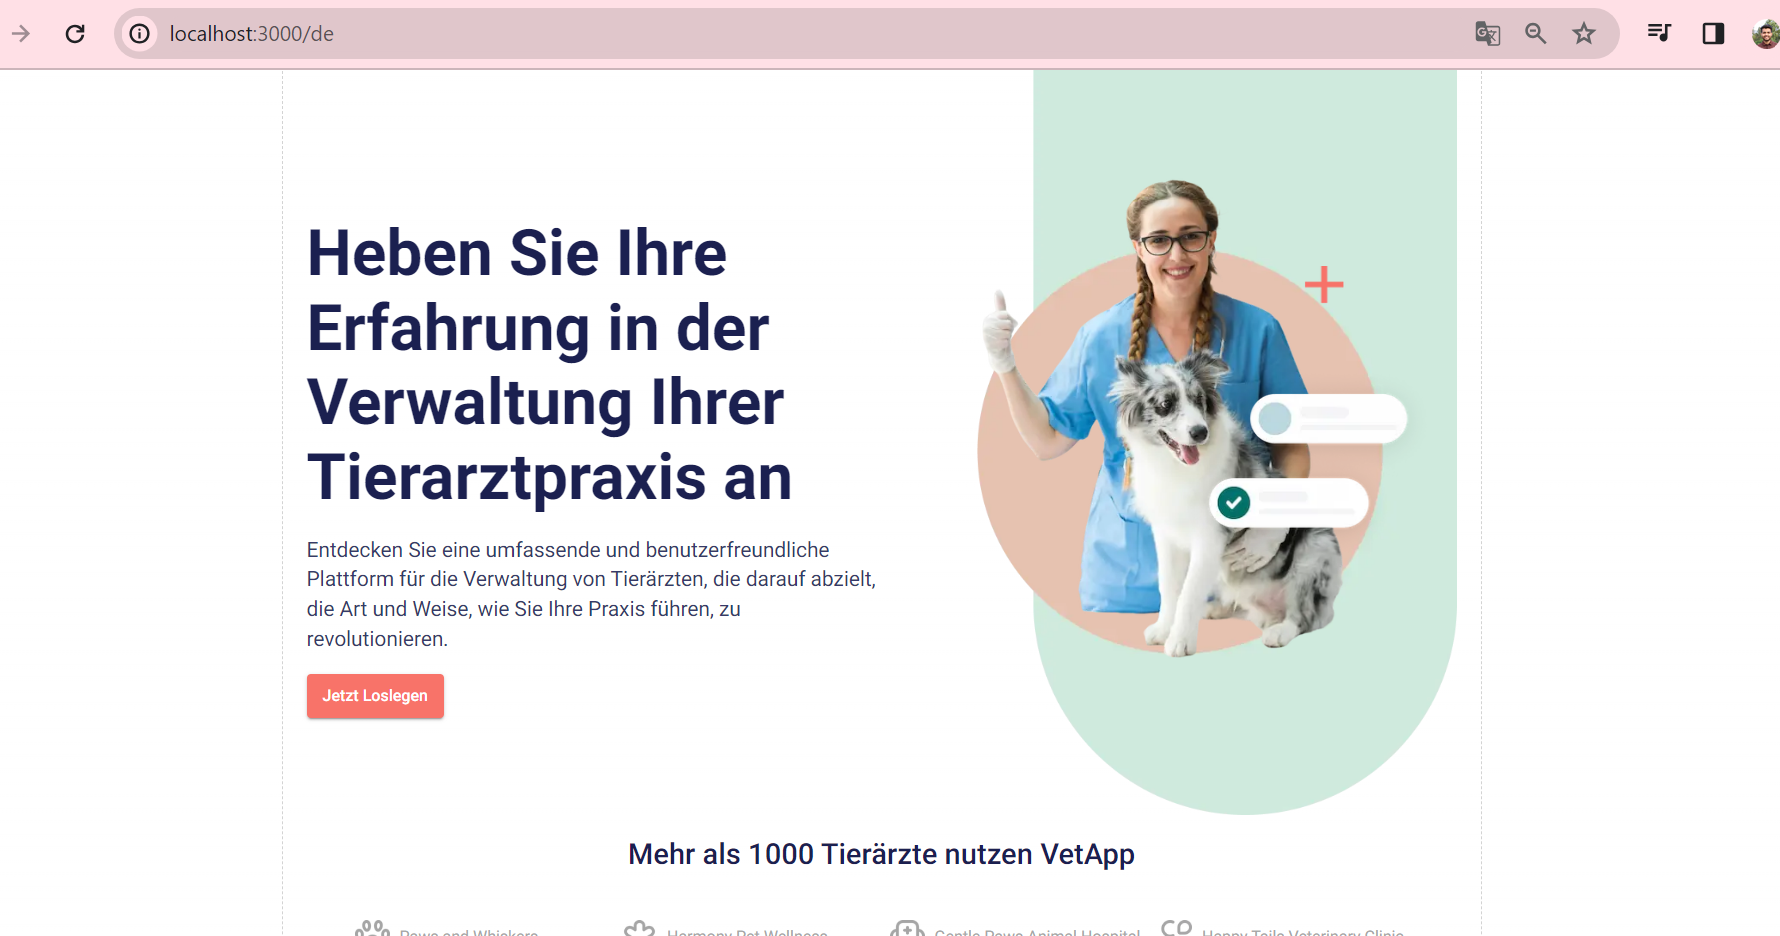 localhost:3000/de
Heben Sie Ihre
Erfahrung in der
Verwaltung Ihrer
Tierarztpraxis an
Entdecken Sie eine umfassende und benutzerfreundliche
Plattform für die Verwaltung von Tierärzten, die darauf abzielt,
die Art und Weise, wie Sie Ihre Praxis führen, zu
revolutionieren.
Jetzt Loslegen
Mehr als 1000 Tierärzte nutzen VetApp
Paws and Whiskers Harmony Pet Wellness Gentle Paws Animal Hospital Happy Tails Veterinary Clinic